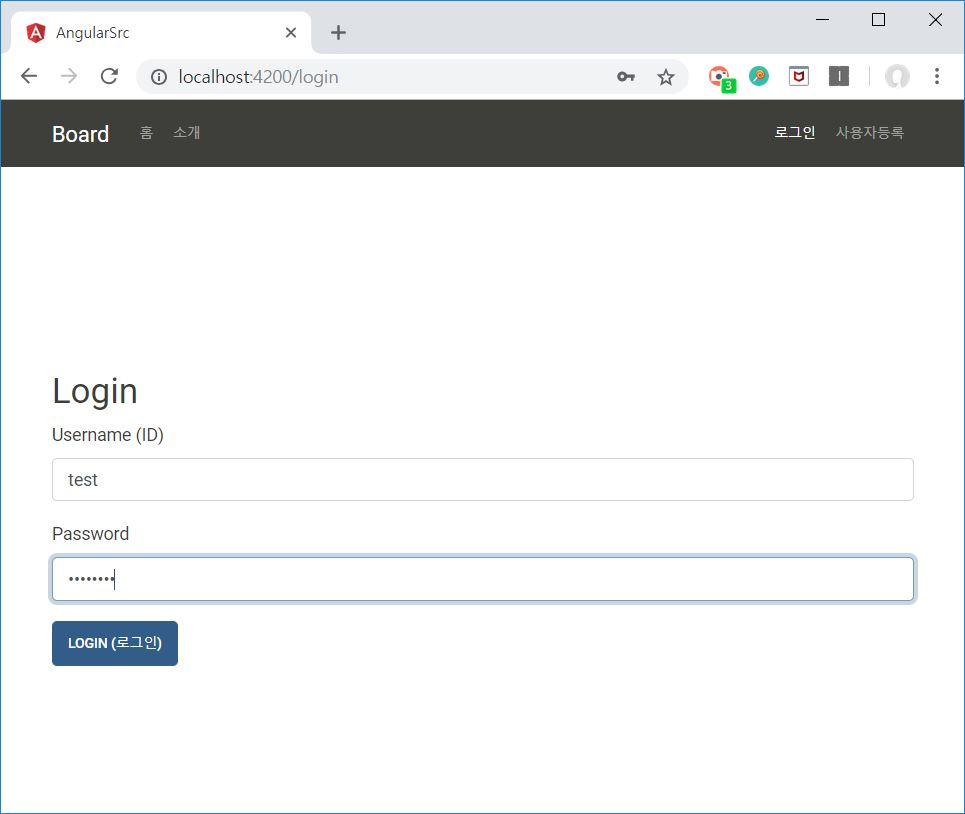 AngularSrc
localhost:4200/login
3
Board 홈 소개 로그인 사용자등록
Login
Username (ID)
test
Password
••••••••
LOGIN (로그인)